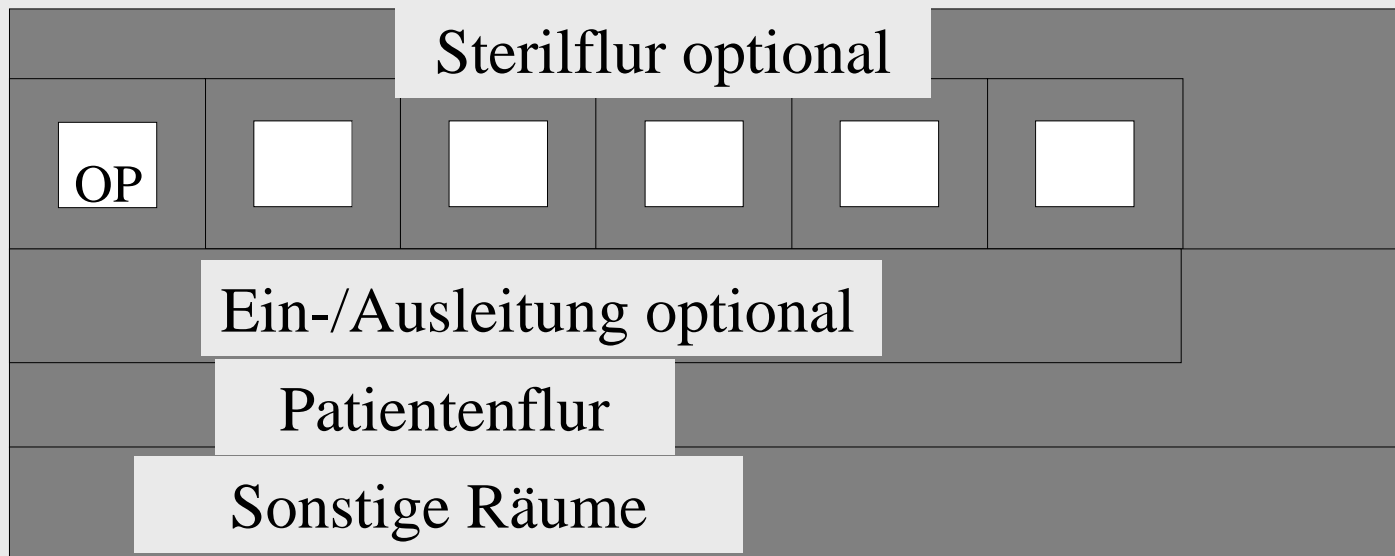 Sterilflur optional
OP
Ein-/Ausleitung optional
Patientenflur
Sonstige Räume